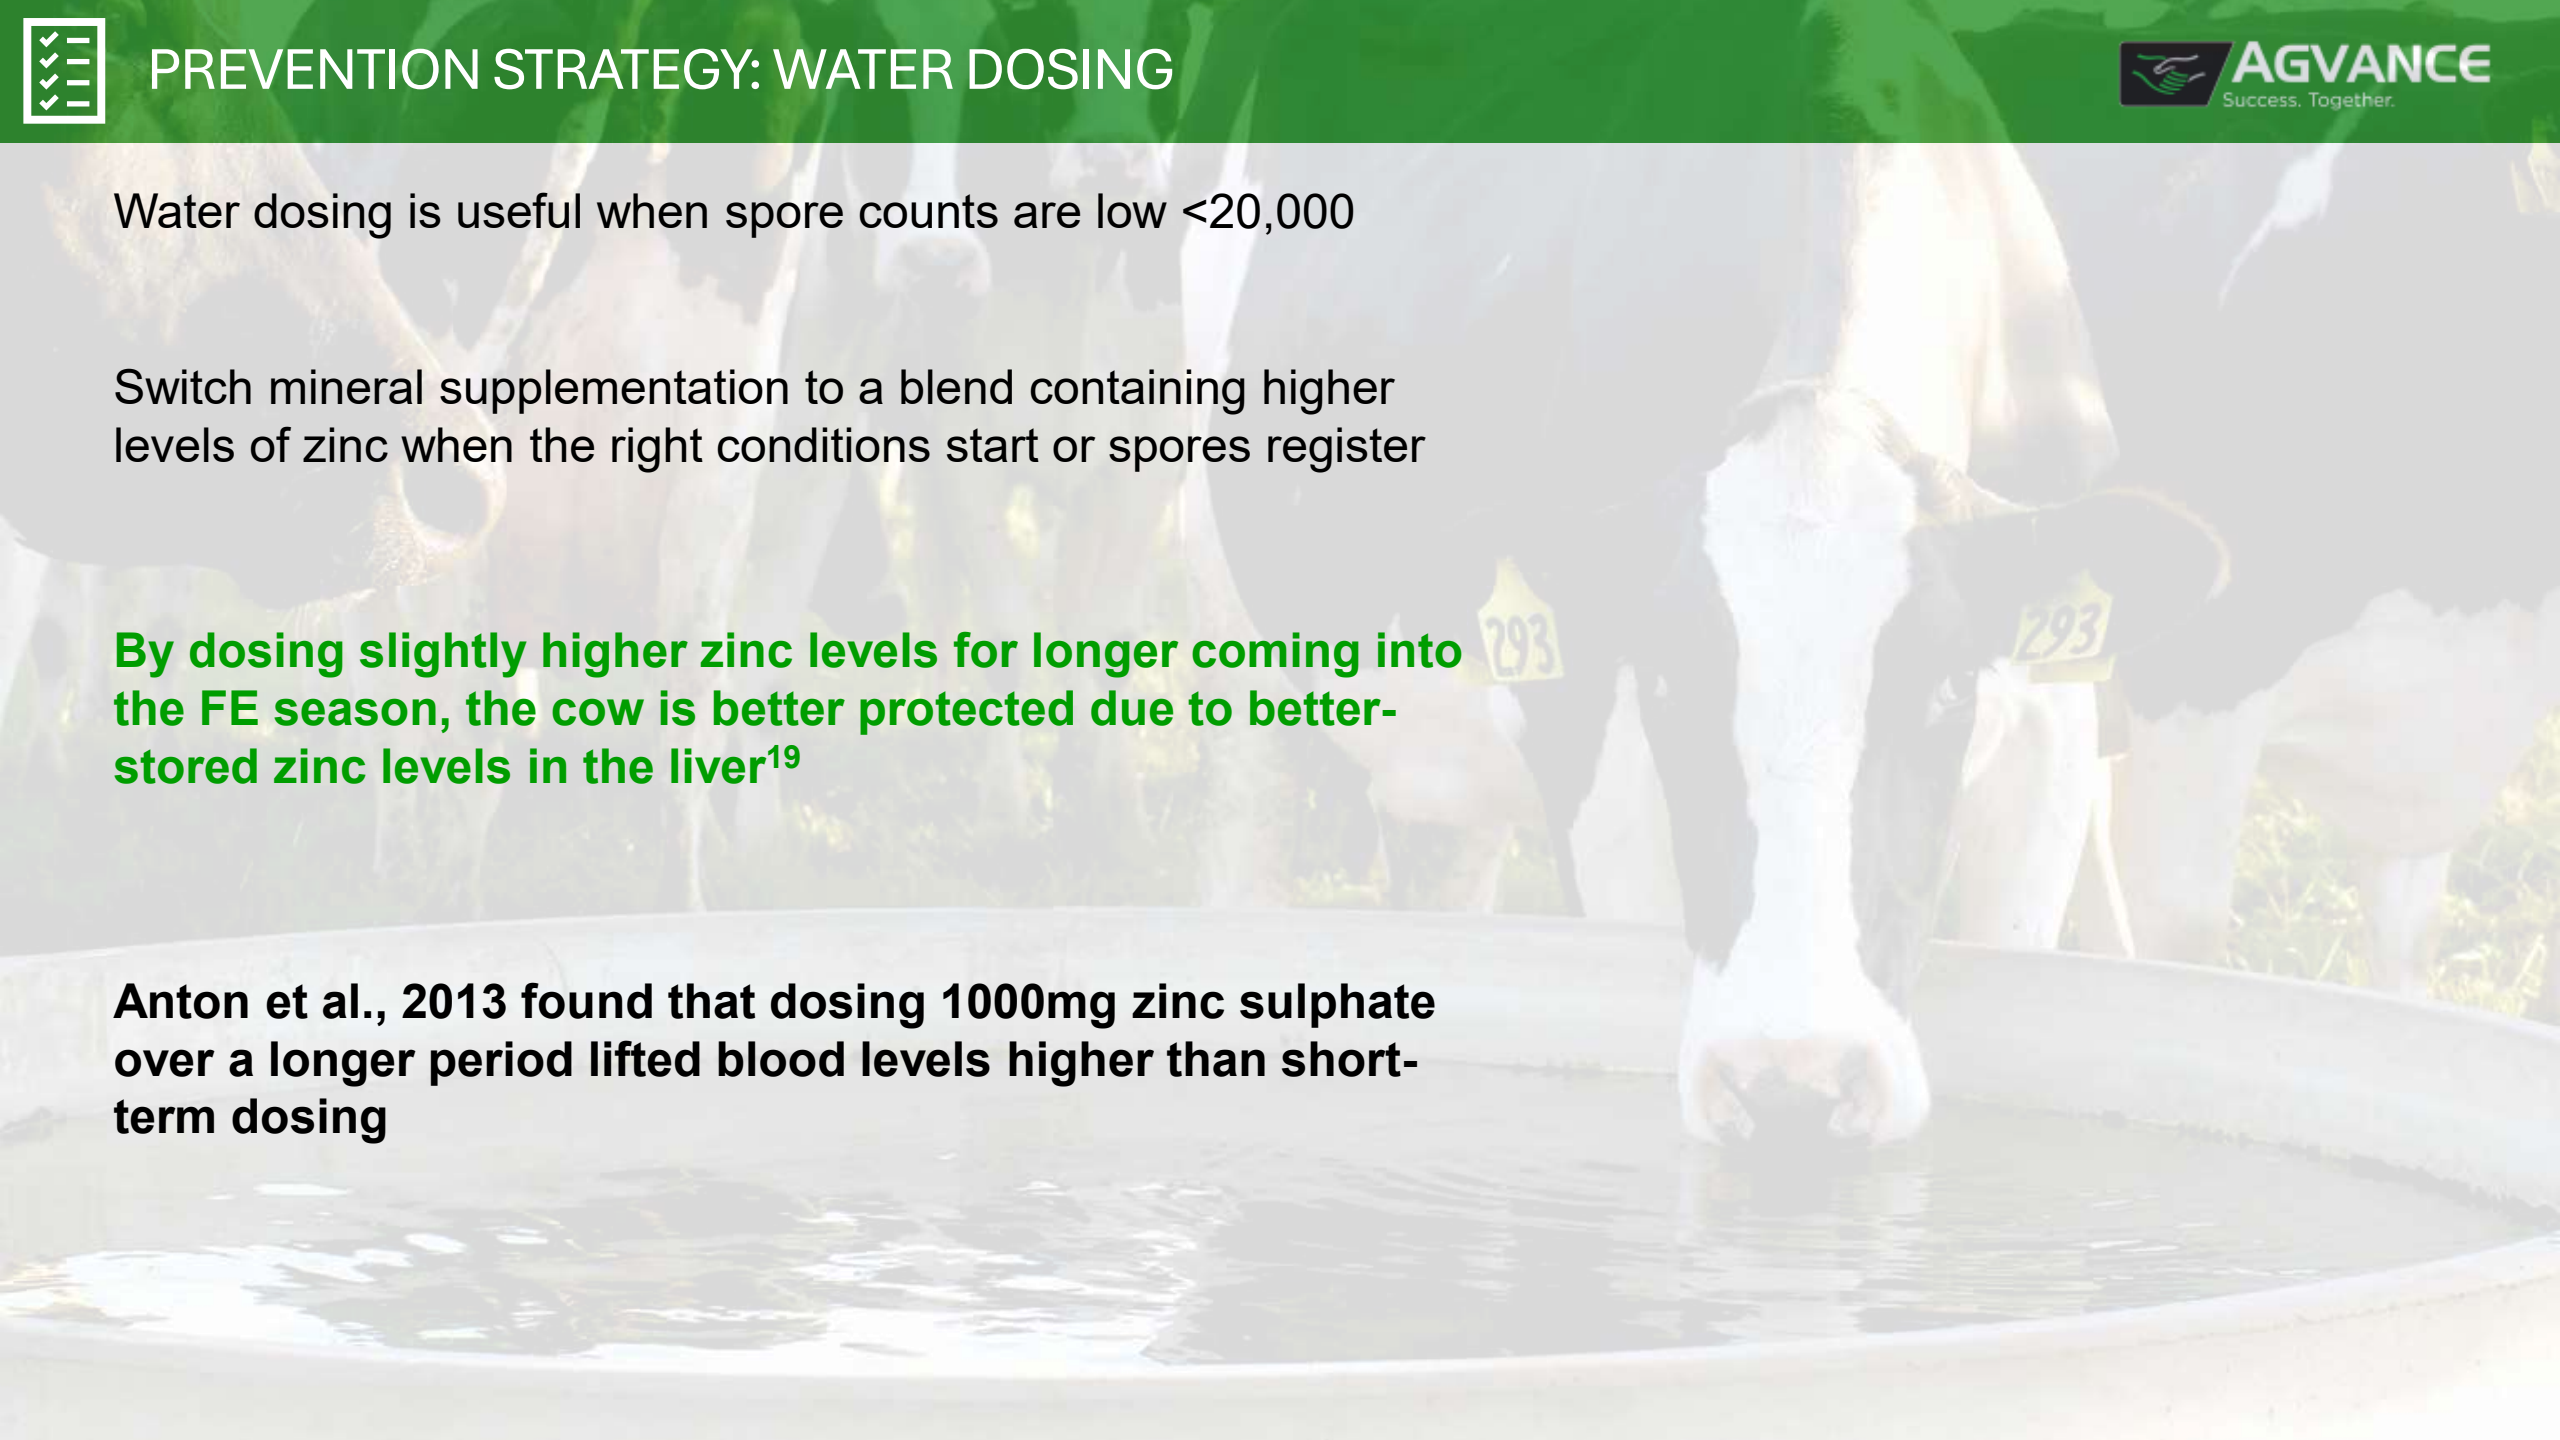 PREVENTION STRATEGY: WATER DOSING
AGVANCE
Success. Together.
Water dosing is useful when spore counts are low <20,000
Switch mineral supplementation to a blend containing higher
levels of zinc when the right conditions start or spores register
By dosing slightly higher zinc levels for longer coming into
the FE season, the cow is better protected due to better-
stored zinc levels in the liver19
Anton et al., 2013 found that dosing 1000mg zinc sulphate
over a longer period lifted blood levels higher than short-
term dosing
293
293